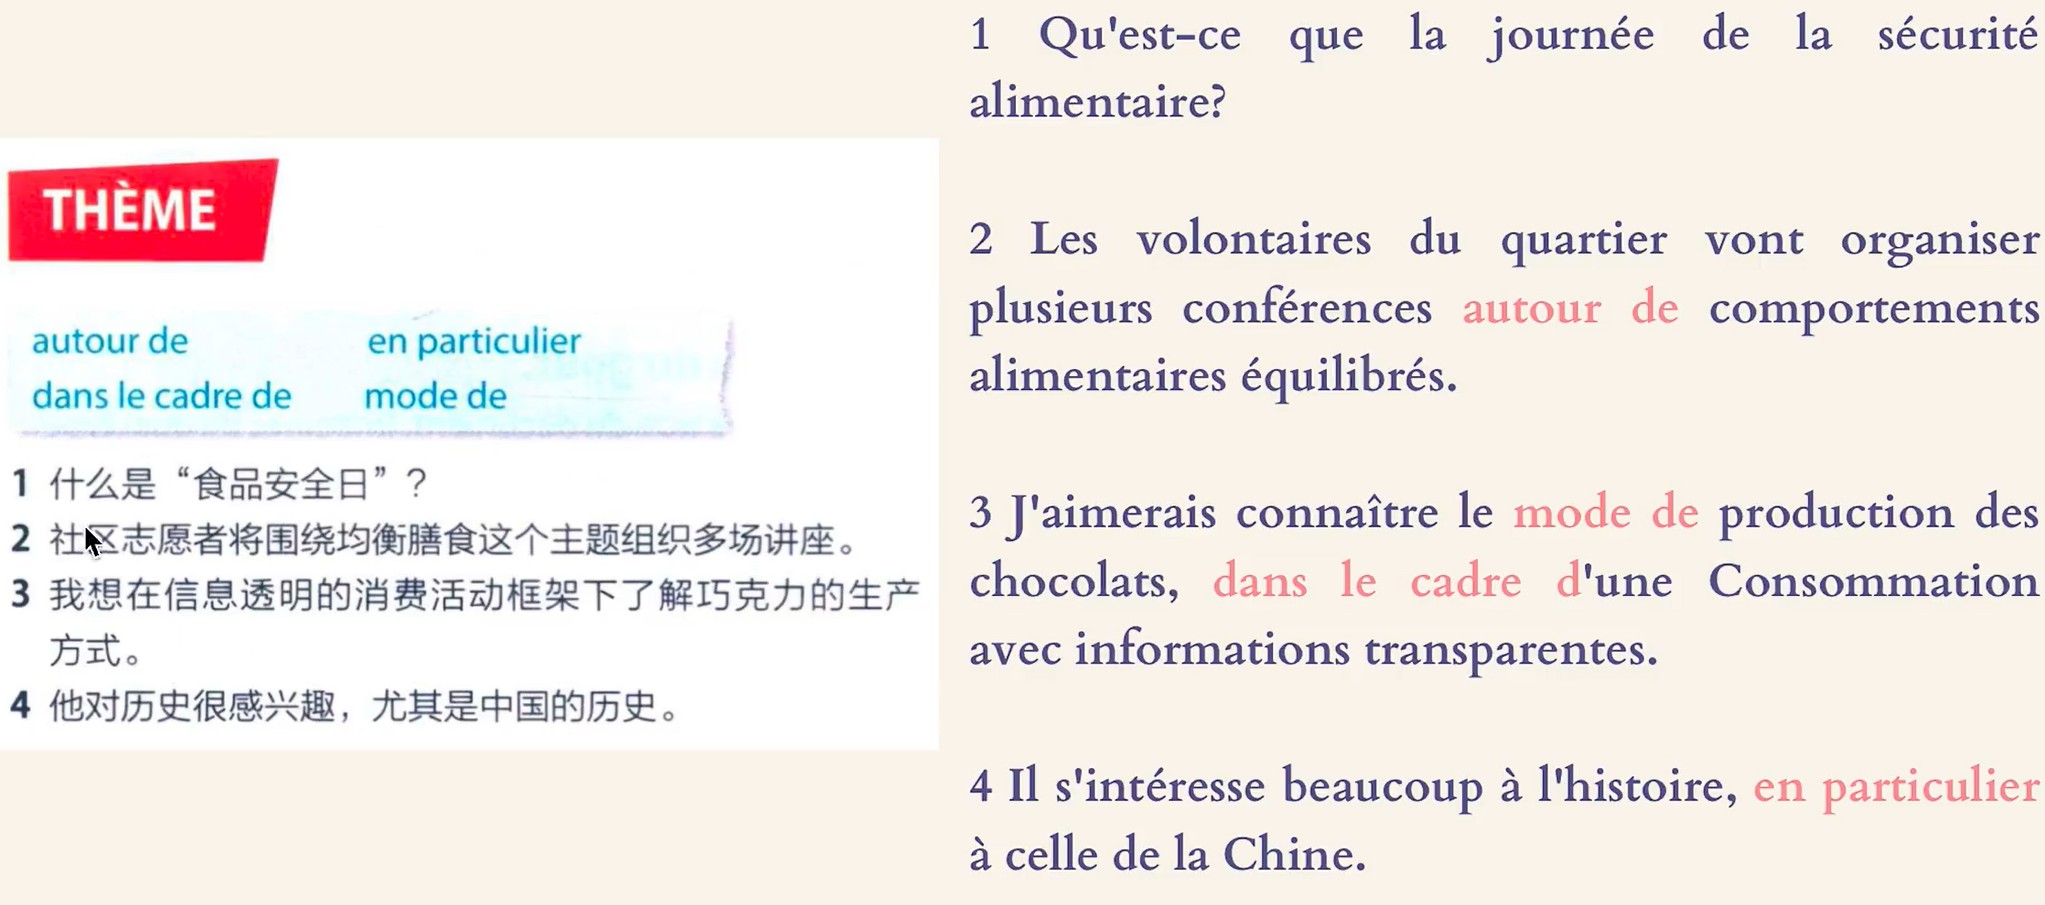 THÈME
autour de en particulier
dans le cadre de mode de
1 什么是“食品安全日”？
2 社区志愿者将围绕均衡膳食这个主题组织多场讲座。
3 我想在信息透明的消费活动框架下了解巧克力的生产
方式。
4 他对历史很感兴趣，尤其是中国的历史。
1 Qu'est-ce que la journée de la sécurité
alimentaire?
2 Les volontaires du quartier vont organiser
plusieurs conférences autour de comportements
alimentaires équilibrés.
3 J'aimerais connaître le mode de production des
chocolats, dans le cadre d'une Consommation
avec informations transparentes.
4 Il s'intéresse beaucoup à l'histoire, en particulier
à celle de la Chine.